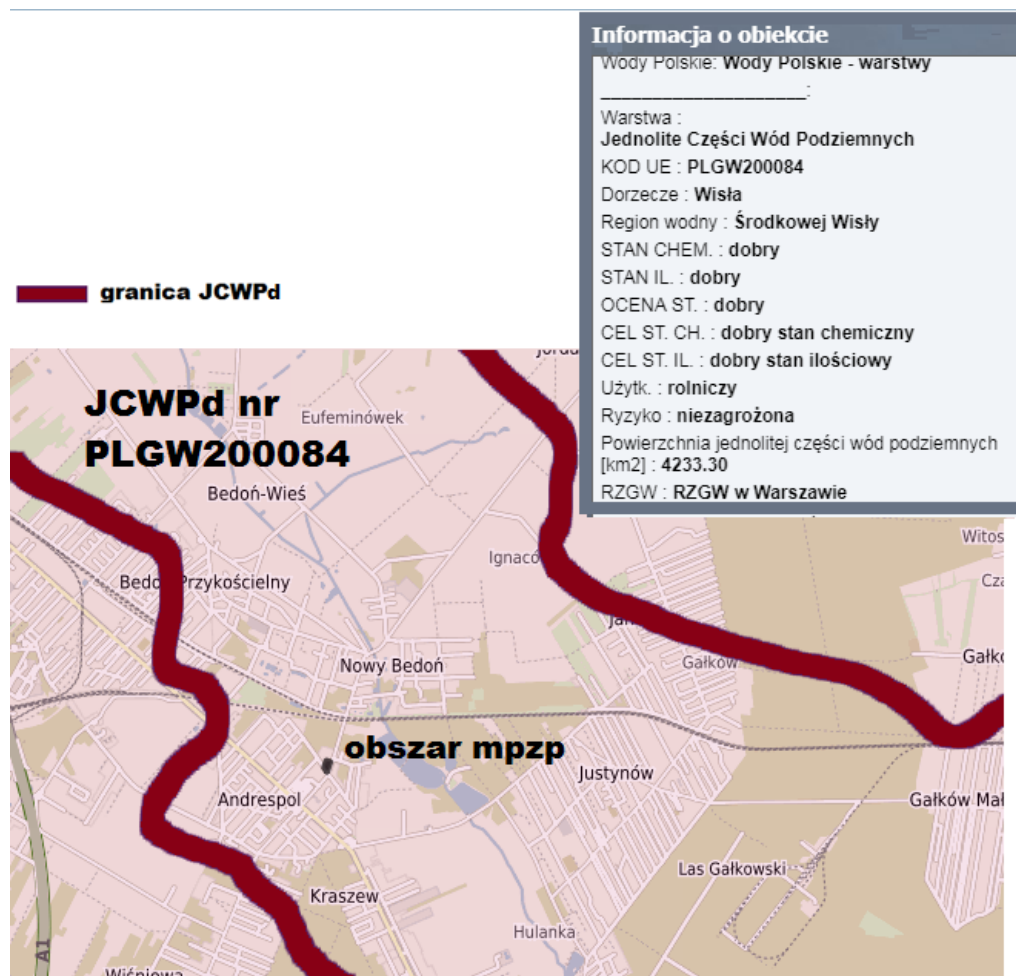 Informacja o obiekcie
Wody Polskie: Wody Polskie - warstwy
____________________:
Warstwa :
Jednolite Części Wód Podziemnych
KOD UE : PLGW200084
Dorzecze : Wisła
Region wodny : Środkowej Wisły
STAN CHEM. : dobry
STAN IL. : dobry
OCENA ST. : dobry
CEL ST. CH. : dobry stan chemiczny
CEL ST. IL. : dobry stan ilościowy
Użytk. : rolniczy
Ryzyko : niezagrożona
Powierzchnia jednolitej części wód podziemnych
[km2] : 4233.30
RZGW : RZGW w Warszawie
granica JCWPd
JCWPd nr
PLGW200084
Eufeminówek
Bedoń-Wieś
Bedoń Przykościelny
Nowy Bedoń
Gałków
obszar mpzp
Justynów
Andrespol
Gałków Mał
Las Gałkowski
Kraszew
Hulanka
A1
Wiśniowa